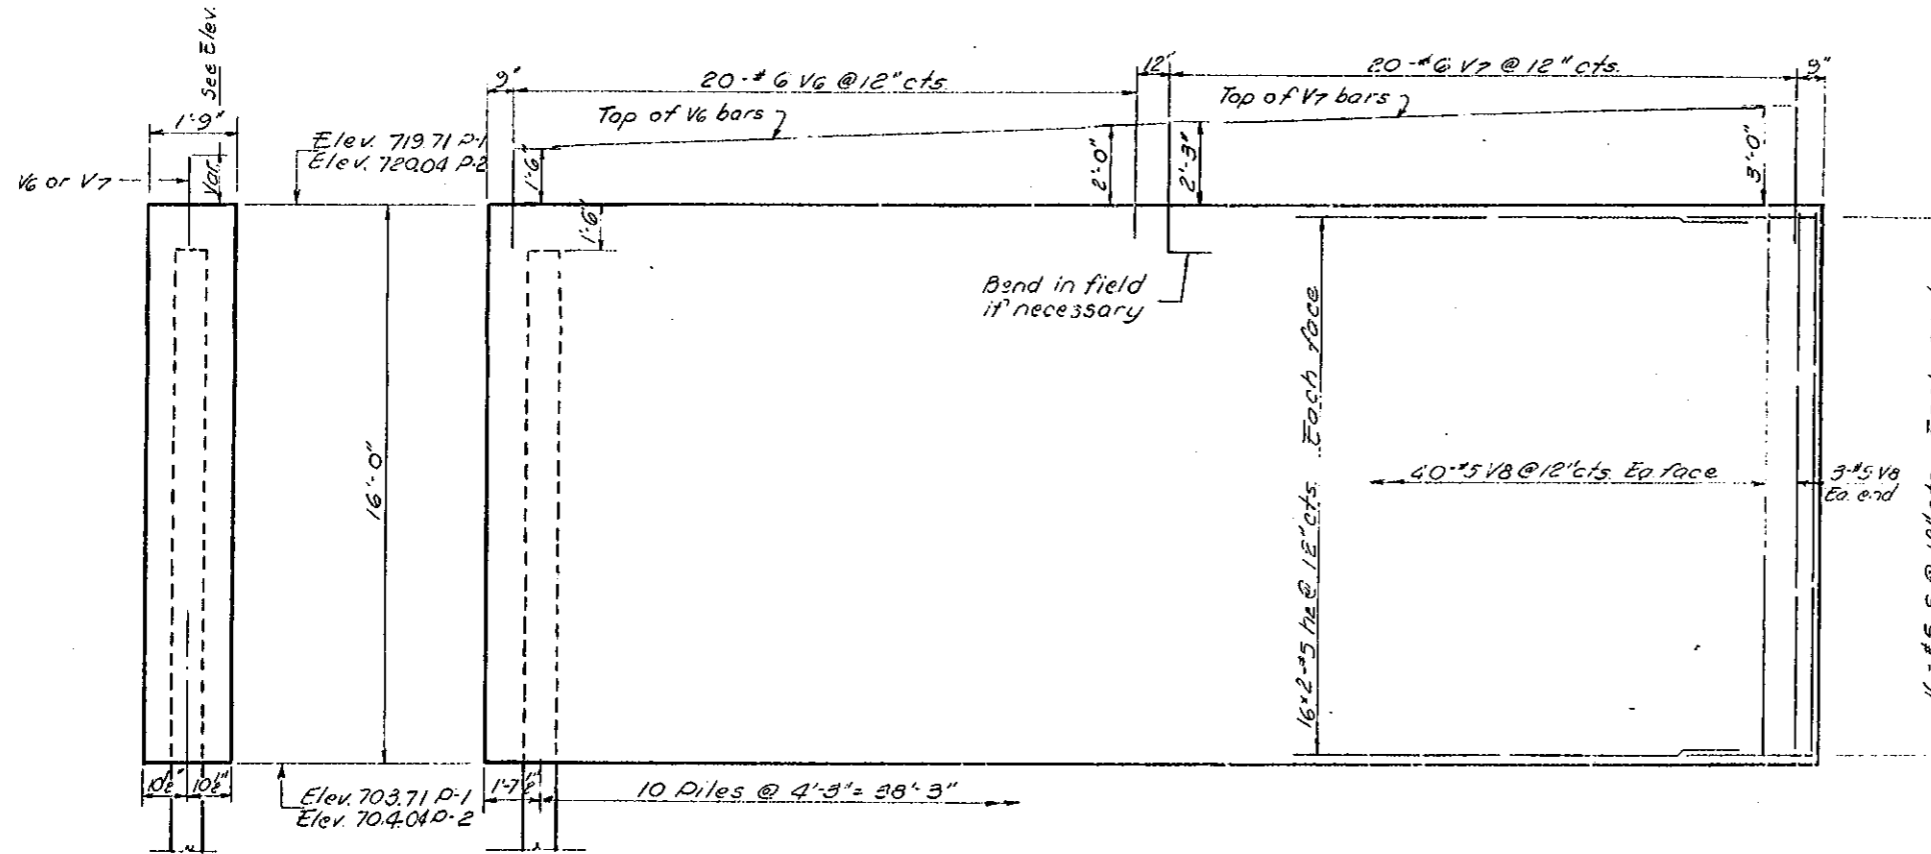 See Elev.
1'-9"
V6 or V7
Var.
Elev. 719.71 P-1
Elev. 720.04 P-2
9"
20-#6 V6 @ 12" cts.
12"
20-#6 V7 @ 12" cts.
9"
Top of V6 bars
Top of V7 bars
1'-6"
2'-0"
2'-3"
3'-0"
1'-6"
Bend in field
if necessary
16'-0"
16*2-#5 h2 @ 12" cts. Each face
40-#5 V8 @ 12" cts. Ea. face
3-#5 V8
Ea. end
10½"
10½"
Elev. 703.71 P-1
Elev. 704.04 P-2
1'-7½"
10 Piles @ 4'-3" = 38'-3"